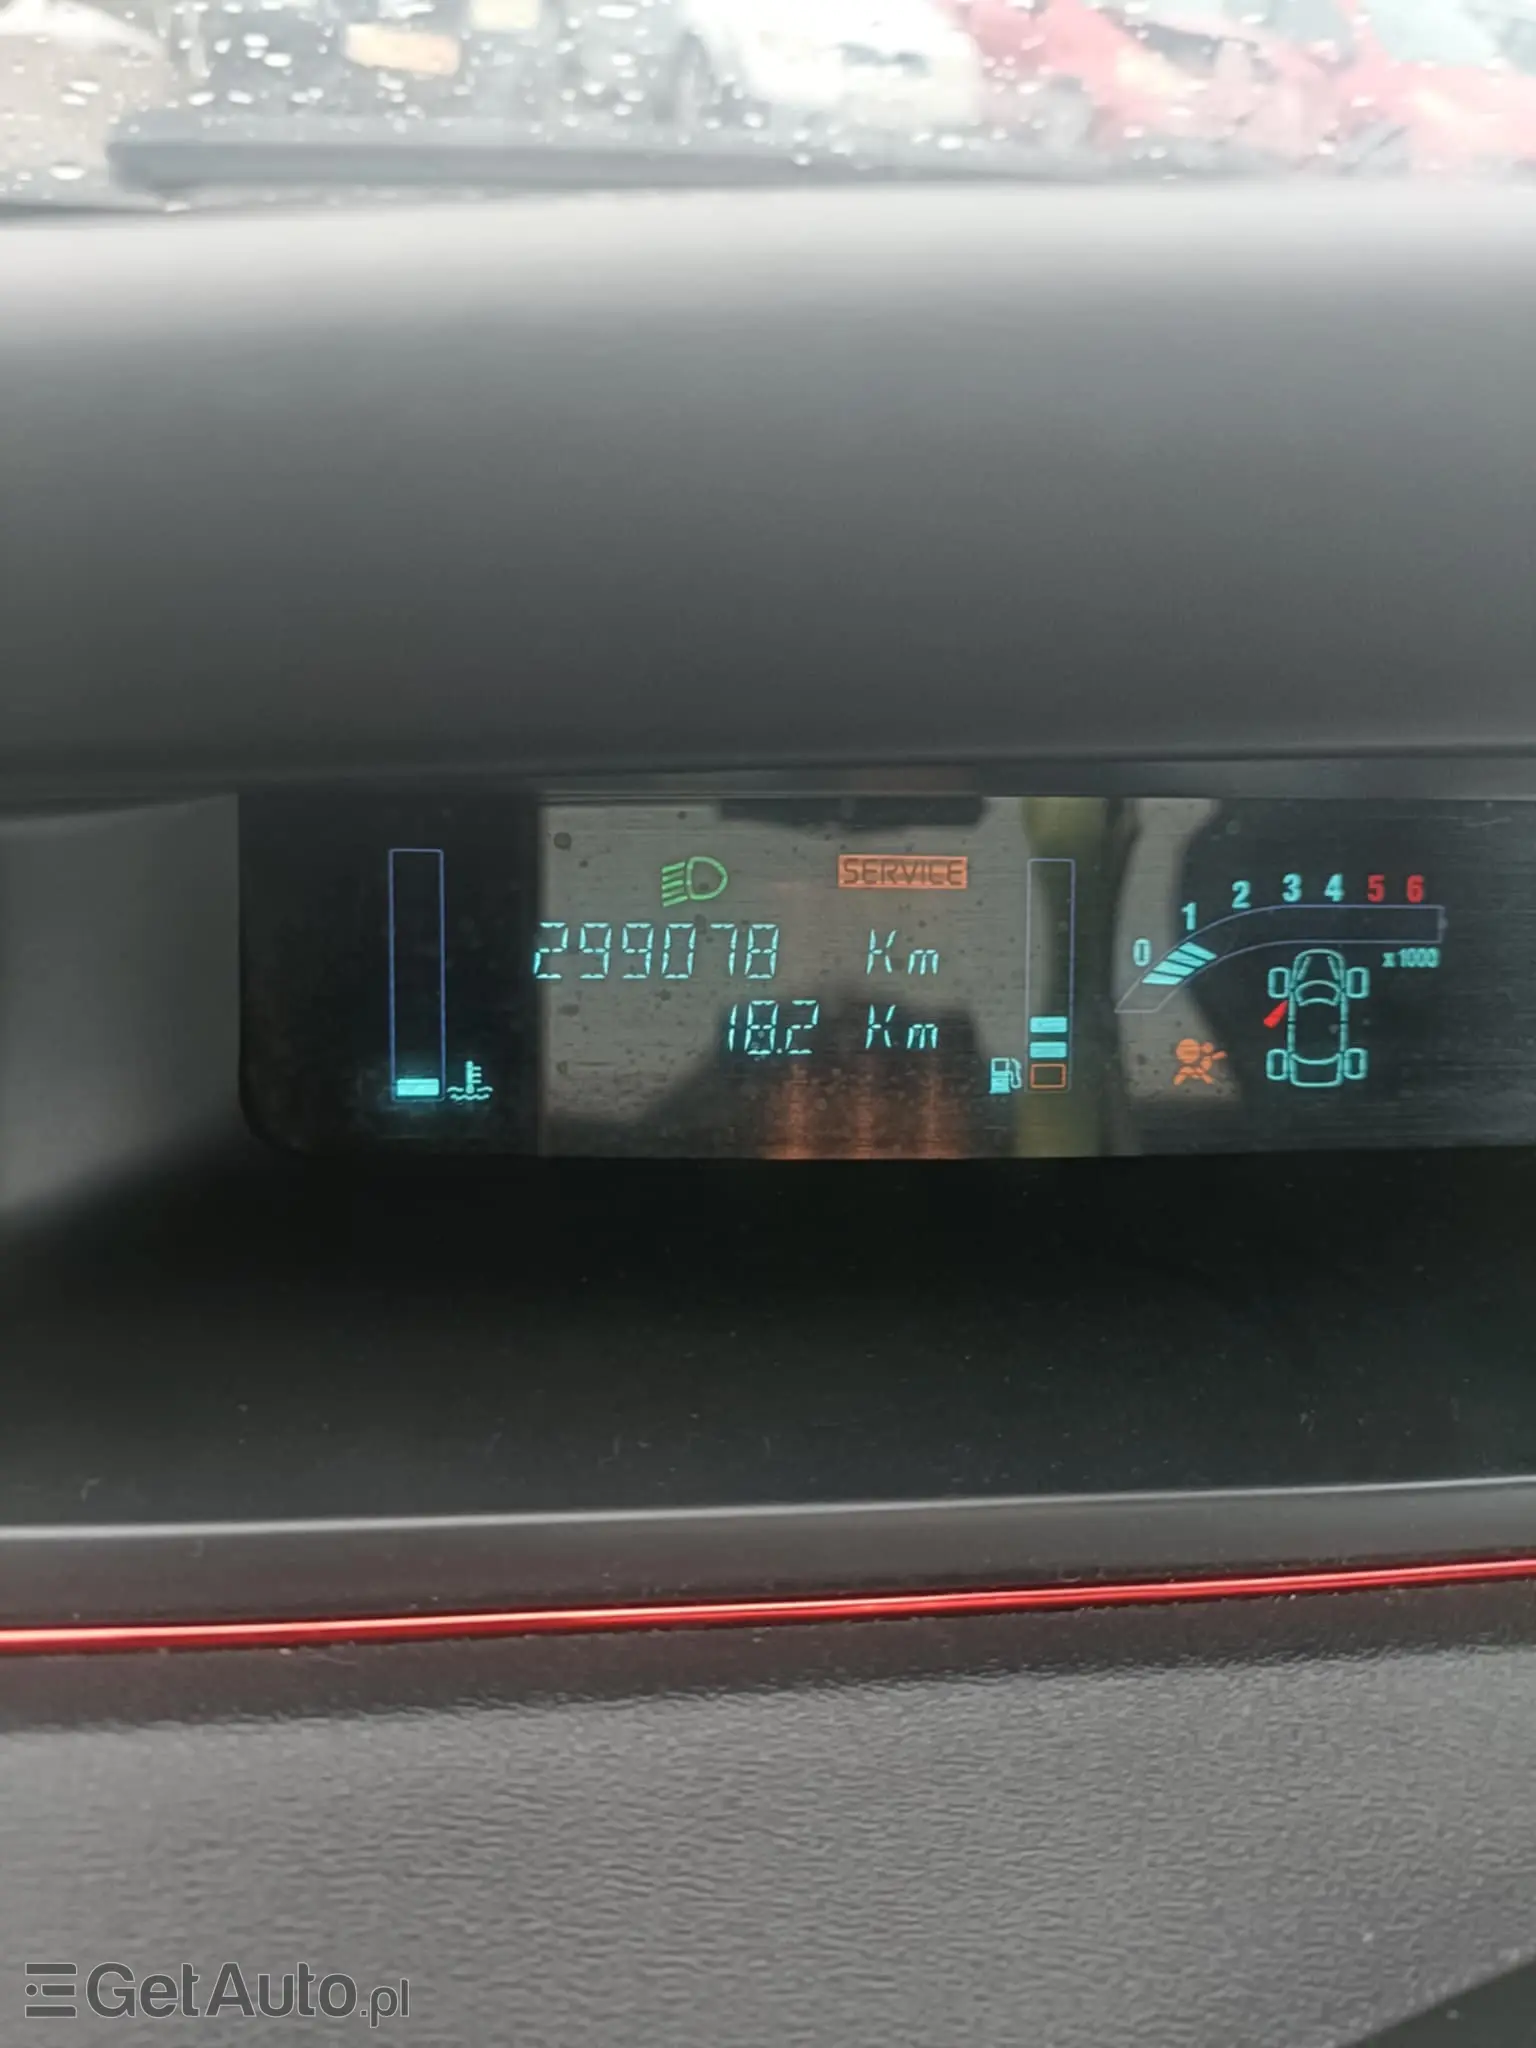 SERVICE
299078 Km
18.2 Km
0 1 2 3 4 5 6
x1000
GetAuto.pl